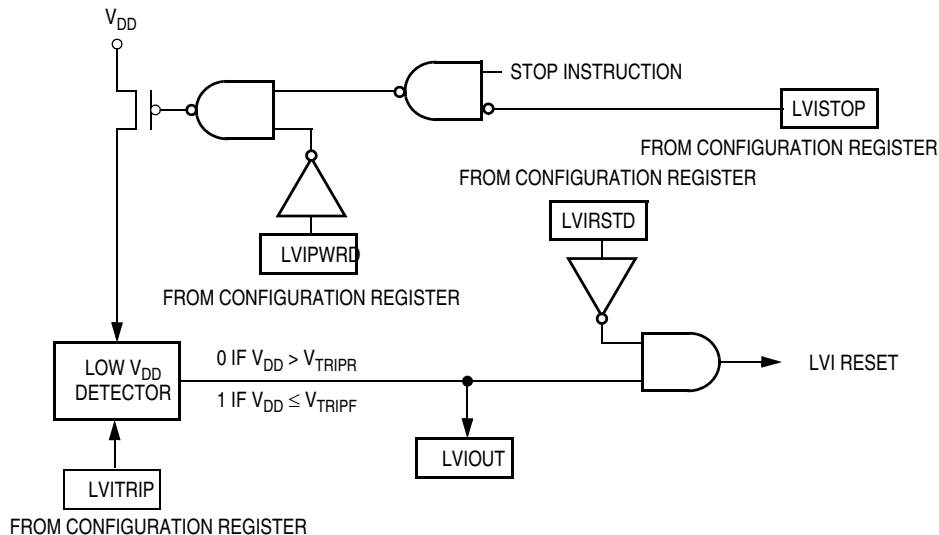 VDD
STOP INSTRUCTION
LVISTOP
FROM CONFIGURATION REGISTER
FROM CONFIGURATION REGISTER
LVIRSTD
LVIPWRD
FROM CONFIGURATION REGISTER
LOW VDD
DETECTOR
0 IF VDD > VTRIPR
1 IF VDD ≤ VTRIPF
LVI RESET
LVIOUT
LVITRIP
FROM CONFIGURATION REGISTER